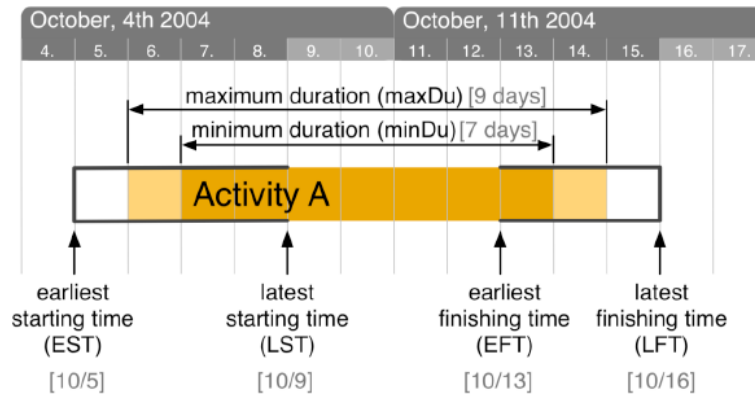 October, 4th 2004 October, 11th 2004
4. 5. 6. 7. 8. 9. 10. 11. 12. 13. 14. 15. 16. 17.
maximum duration (maxDu) [9 days]
minimum duration (minDu) [7 days]
Activity A
earliest starting time (EST) [10/5]
latest starting time (LST) [10/9]
earliest finishing time (EFT) [10/13]
latest finishing time (LFT) [10/16]